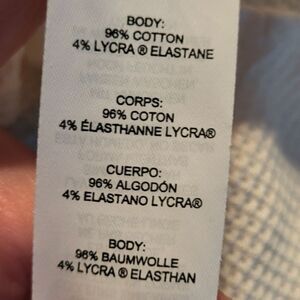 BODY:
96% COTTON
4% LYCRA ® ELASTANE
CORPS:
96% COTON
4% ÉLASTHANNE LYCRA®
CUERPO:
96% ALGODÓN
4% ELASTANO LYCRA®
BODY:
96% BAUMWOLLE
4% LYCRA ® ELASTHAN